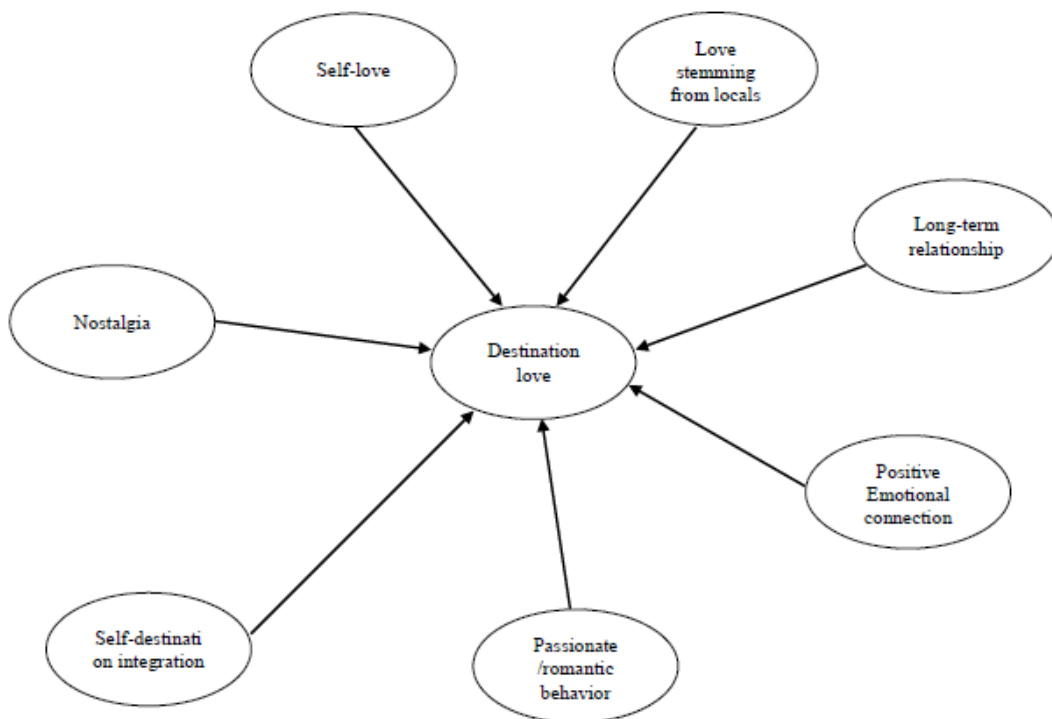 Self-love
Love
stemming
from locals
Long-term
relationship
Nostalgia
Destination
love
Positive
Emotional
connection
Self-destinati
on integration
Passionate
/romantic
behavior